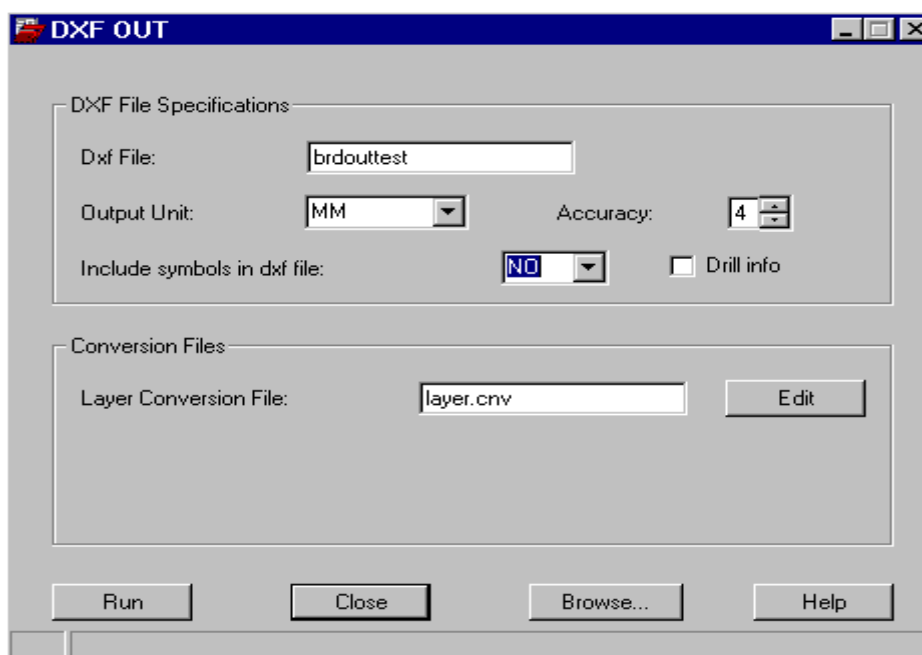 DXF OUT
DXF File Specifications
Dxf File: brdouttest
Output Unit: MM Accuracy: 4
Include symbols in dxf file: NO Drill info
Conversion Files
Layer Conversion File: layer.cnv Edit
Run Close Browse... Help